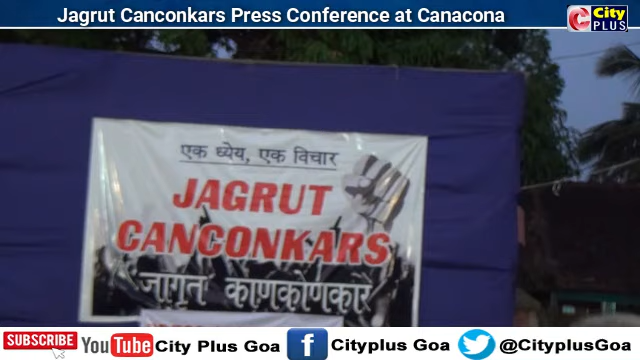 Jagrut Canconkars Press Conference at Canacona
City
PLUS
एक ध्येय, एक विचार
JAGRUT
CANCONKARS
जागृत काणकोणकार
SUBSCRIBE YouTube City Plus Goa f Cityplus Goa @CityplusGoa